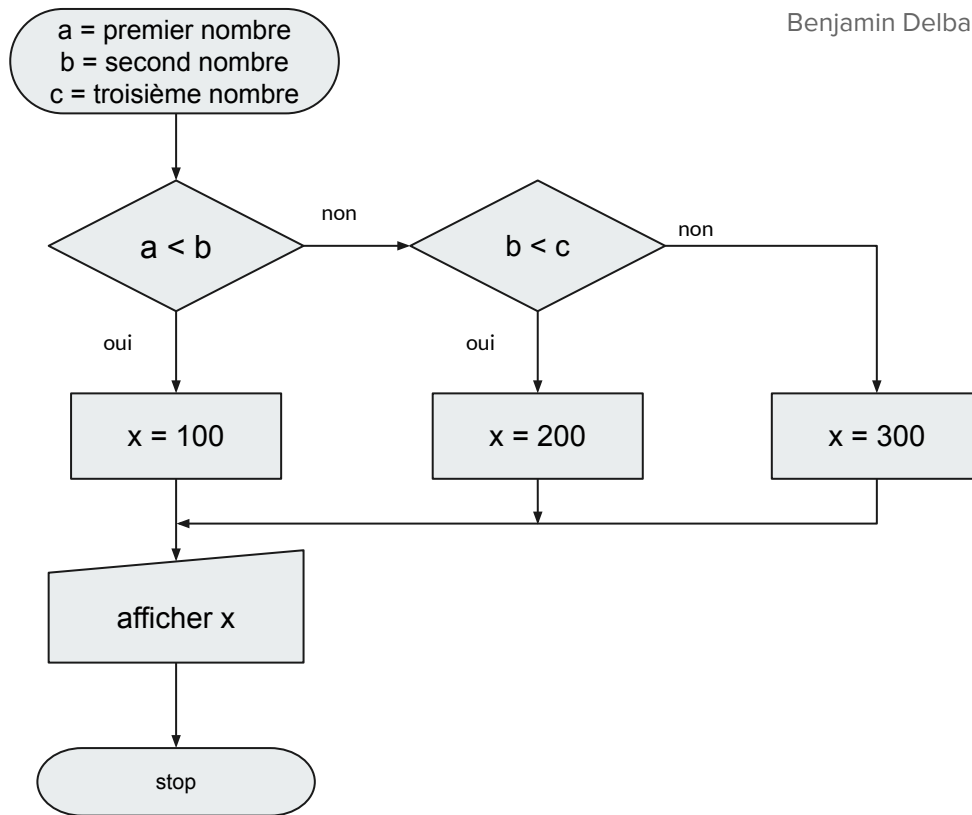 Benjamin Delba
a = premier nombre
b = second nombre
c = troisième nombre
a < b
non
b < c
non
oui
oui
x = 100
x = 200
x = 300
afficher x
stop